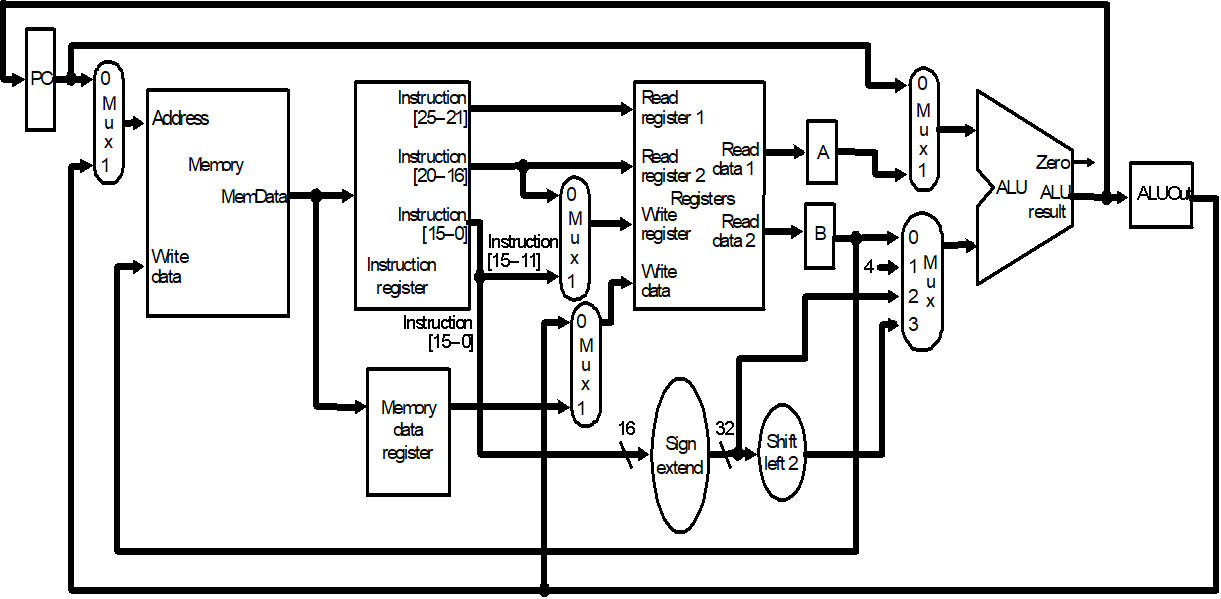 PC
0
M
u
x
1
Address
Memory
MemData
Write
data
Instruction
[25–21]
Instruction
[20–16]
Instruction
[15–0]
Instruction
register
Instruction
[15–11]
Instruction
[15–0]
Memory
data
register
0
M
u
x
1
0
M
u
x
1
Read
register 1
Read
register 2
Registers
Write
register
Write
data
Read
data 1
Read
data 2
16
Sign
extend
32
Shift
left 2
A
B
4
0
M
u
x
1
0
1
2
3
M
u
x
Zero
ALU
ALU
result
ALUOut